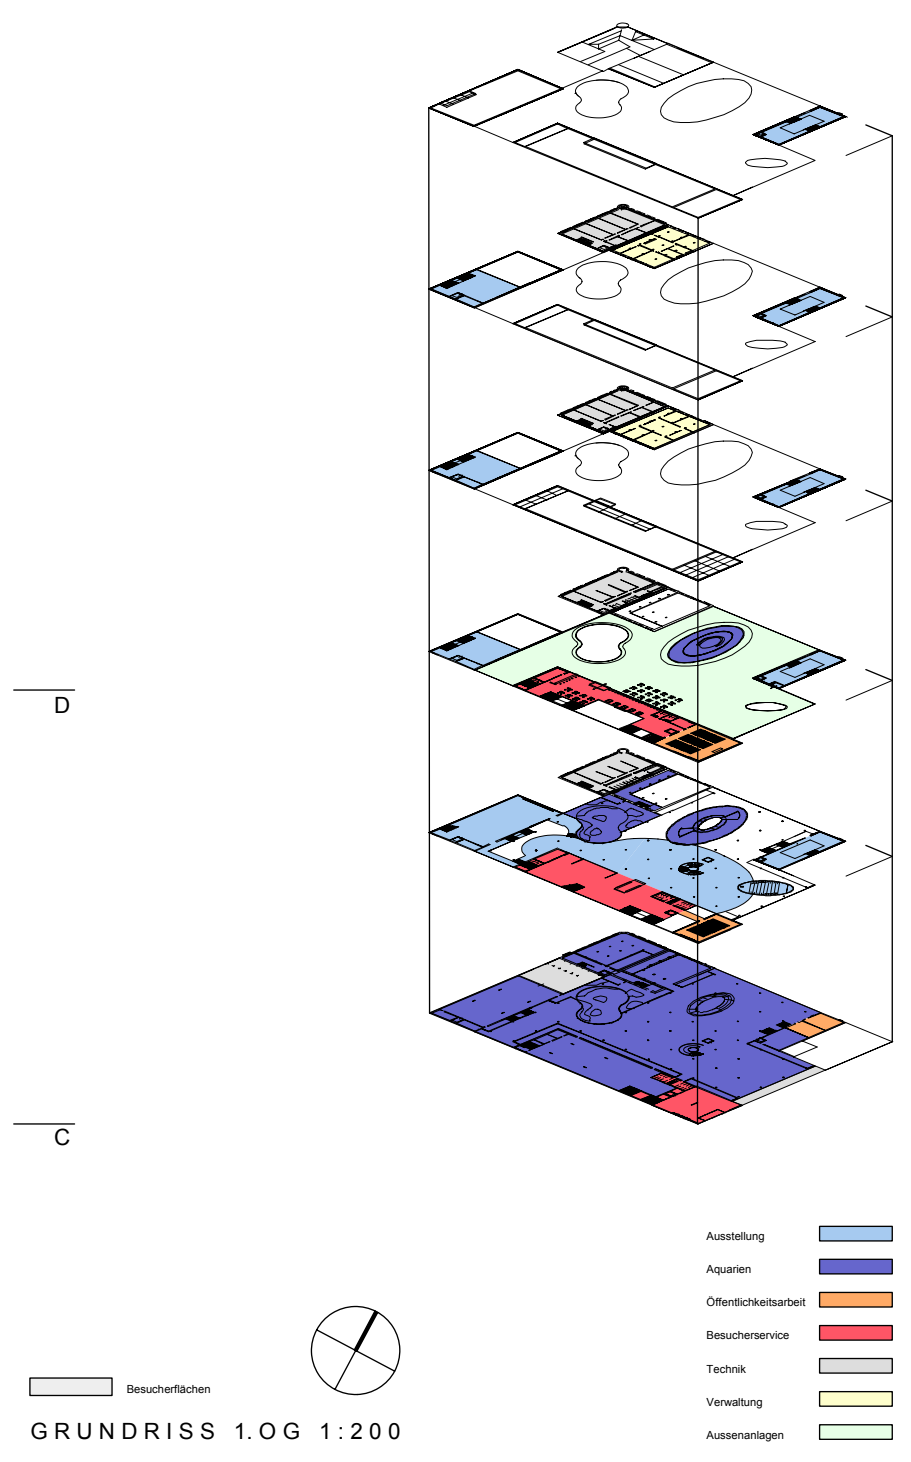 D
C
Ausstellung
Aquarien
Öffentlichkeitsarbeit
Besucherservice
Technik
Verwaltung
Aussenanlagen
Besucherflächen
GRUNDRISS 1.OG 1:200